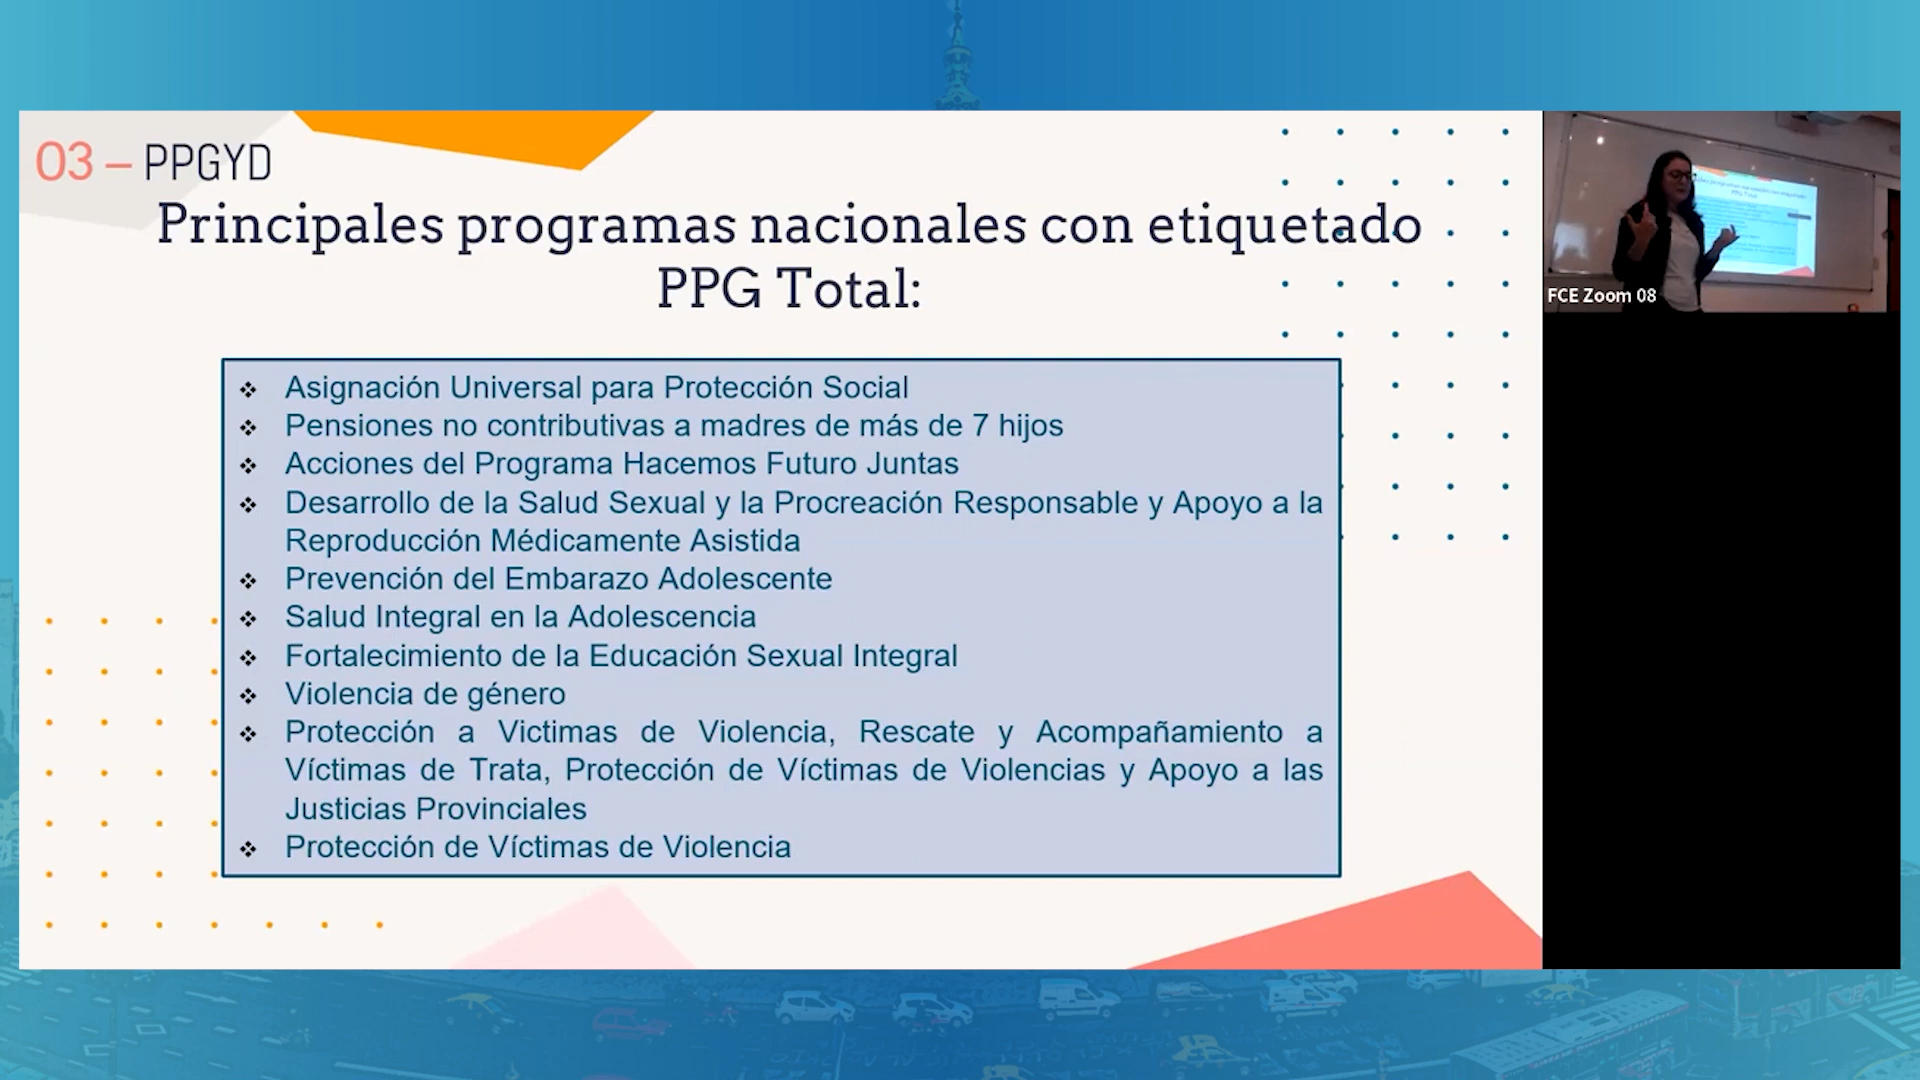 03 – PPGYD
Principales programas nacionales con etiquetado
PPG Total:
❖ Asignación Universal para Protección Social
❖ Pensiones no contributivas a madres de más de 7 hijos
❖ Acciones del Programa Hacemos Futuro Juntas
❖ Desarrollo de la Salud Sexual y la Procreación Responsable y Apoyo a la
Reproducción Médicamente Asistida
❖ Prevención del Embarazo Adolescente
❖ Salud Integral en la Adolescencia
❖ Fortalecimiento de la Educación Sexual Integral
❖ Violencia de género
❖ Protección a Victimas de Violencia, Rescate y Acompañamiento a
Víctimas de Trata, Protección de Víctimas de Violencias y Apoyo a las
Justicias Provinciales
❖ Protección de Víctimas de Violencia
FCE Zoom 08